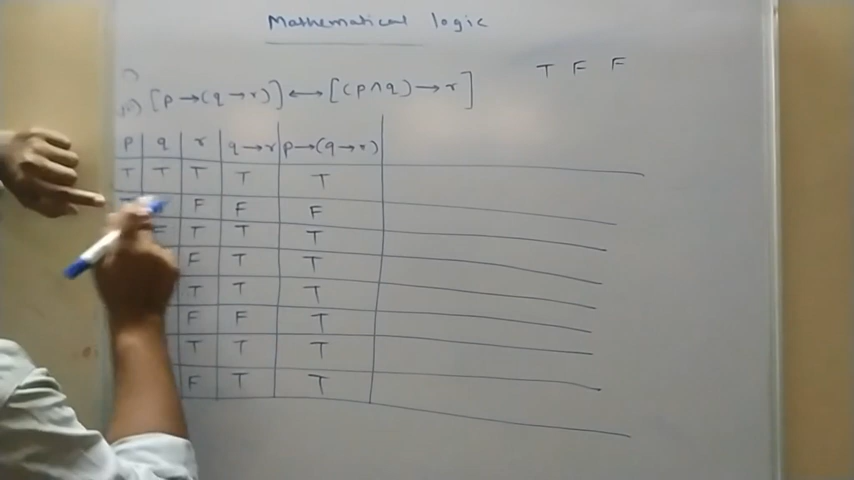 Mathematical logic
T F F
[p→(q→r)]⟷[(p∧q)→r]
p q r q→r p→(q→r)
T T T T T
F F F
F T T T
F T T
T T T
F F T
T T T
F T T